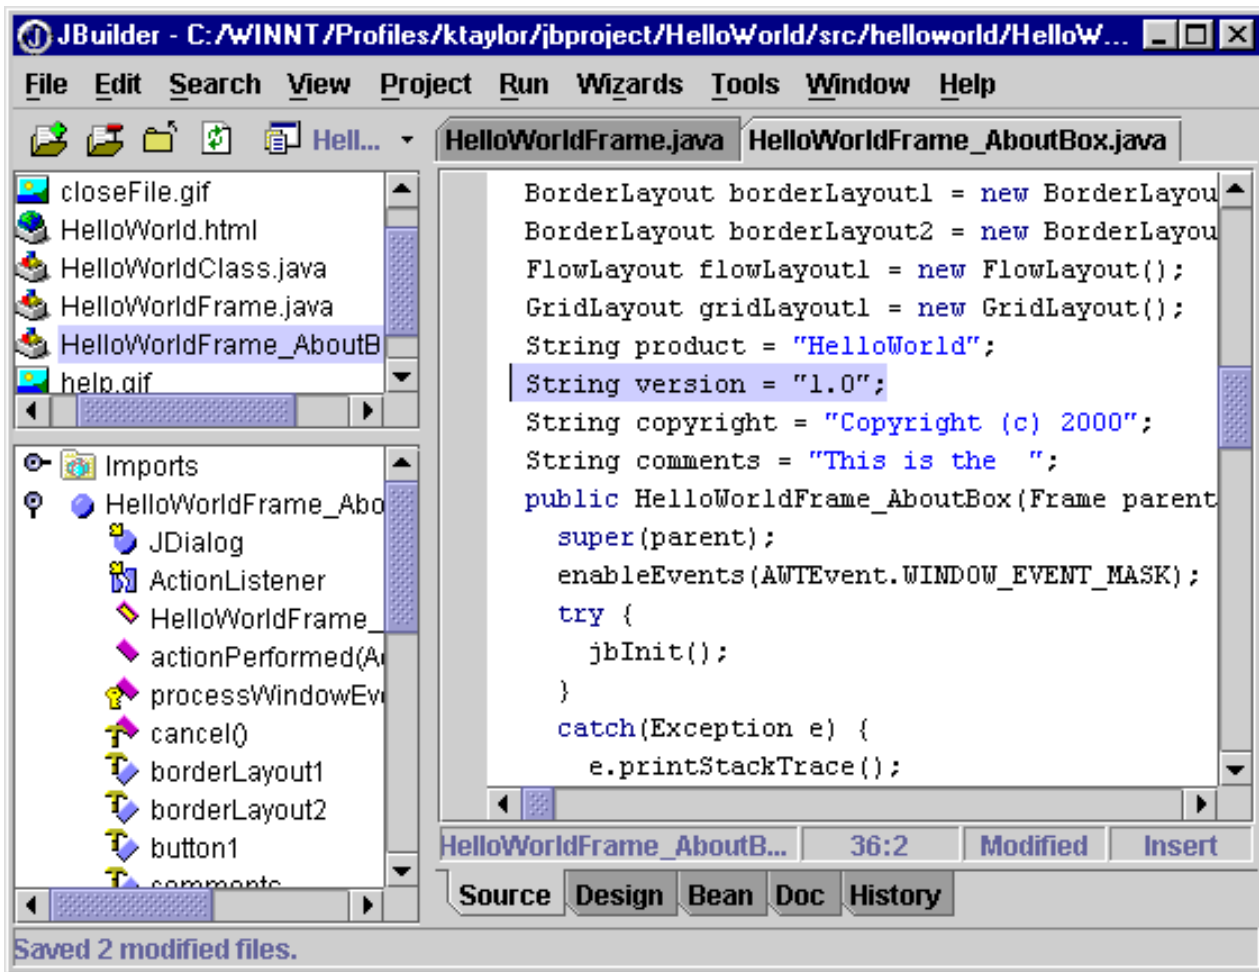 JBuilder - C:/WINNT/Profiles/ktaylor/jbproject/HelloWorld/src/helloworld/HelloW...
File Edit Search View Project Run Wizards Tools Window Help
Hell...
HelloWorldFrame.java HelloWorldFrame_AboutBox.java
closeFile.gif
HelloWorld.html
HelloWorldClass.java
HelloWorldFrame.java
HelloWorldFrame_AboutB
help.gif
Imports
HelloWorldFrame_Abo
JDialog
ActionListener
HelloWorldFrame_
actionPerformed(A
processWindowEv
cancel()
borderLayout1
borderLayout2
button1
comments
BorderLayout borderLayout1 = new BorderLayou
BorderLayout borderLayout2 = new BorderLayou
FlowLayout flowLayout1 = new FlowLayout();
GridLayout gridLayout1 = new GridLayout();
String product = "HelloWorld";
String version = "1.0";
String copyright = "Copyright (c) 2000";
String comments = "This is the  ";
public HelloWorldFrame_AboutBox(Frame parent
super(parent);
enableEvents(AWTEvent.WINDOW_EVENT_MASK);
try {
jbInit();
}
catch(Exception e) {
e.printStackTrace();
HelloWorldFrame_AboutB... 36:2 Modified Insert
Source Design Bean Doc History
Saved 2 modified files.